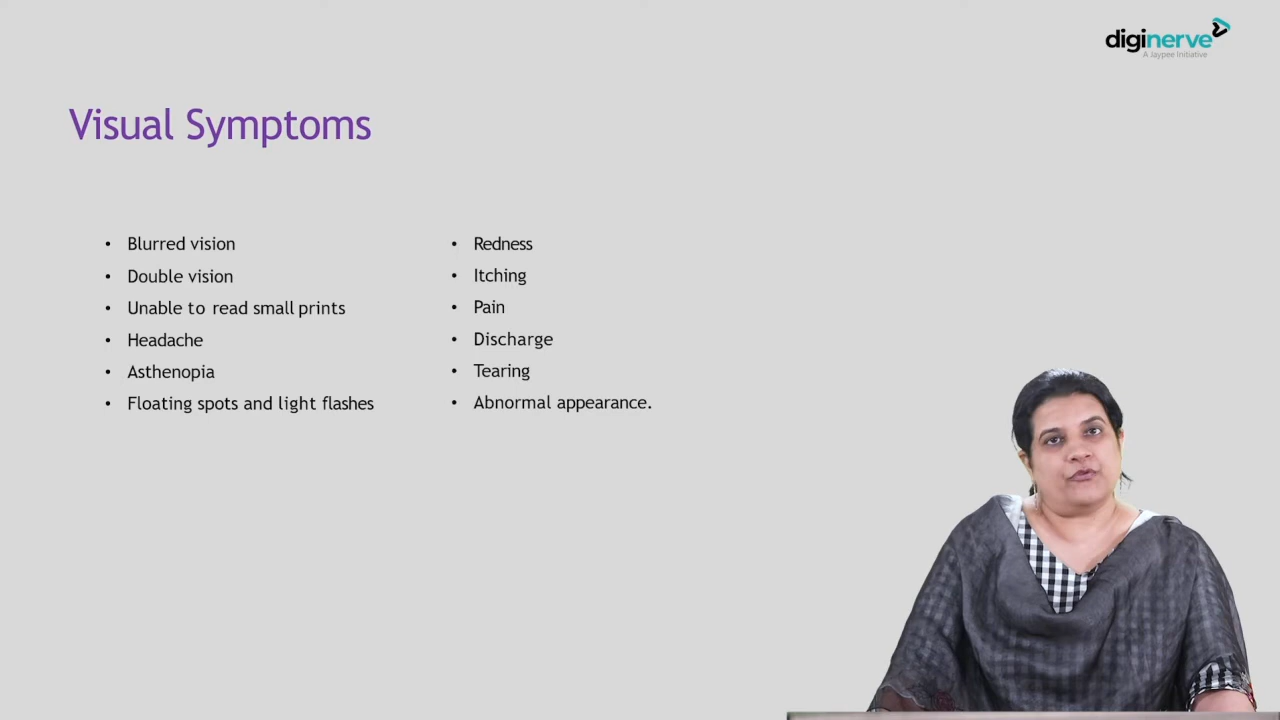 diginerve
A Jaypee Initiative
Visual Symptoms
• Blurred vision
• Double vision
• Unable to read small prints
• Headache
• Asthenopia
• Floating spots and light flashes
• Redness
• Itching
• Pain
• Discharge
• Tearing
• Abnormal appearance.